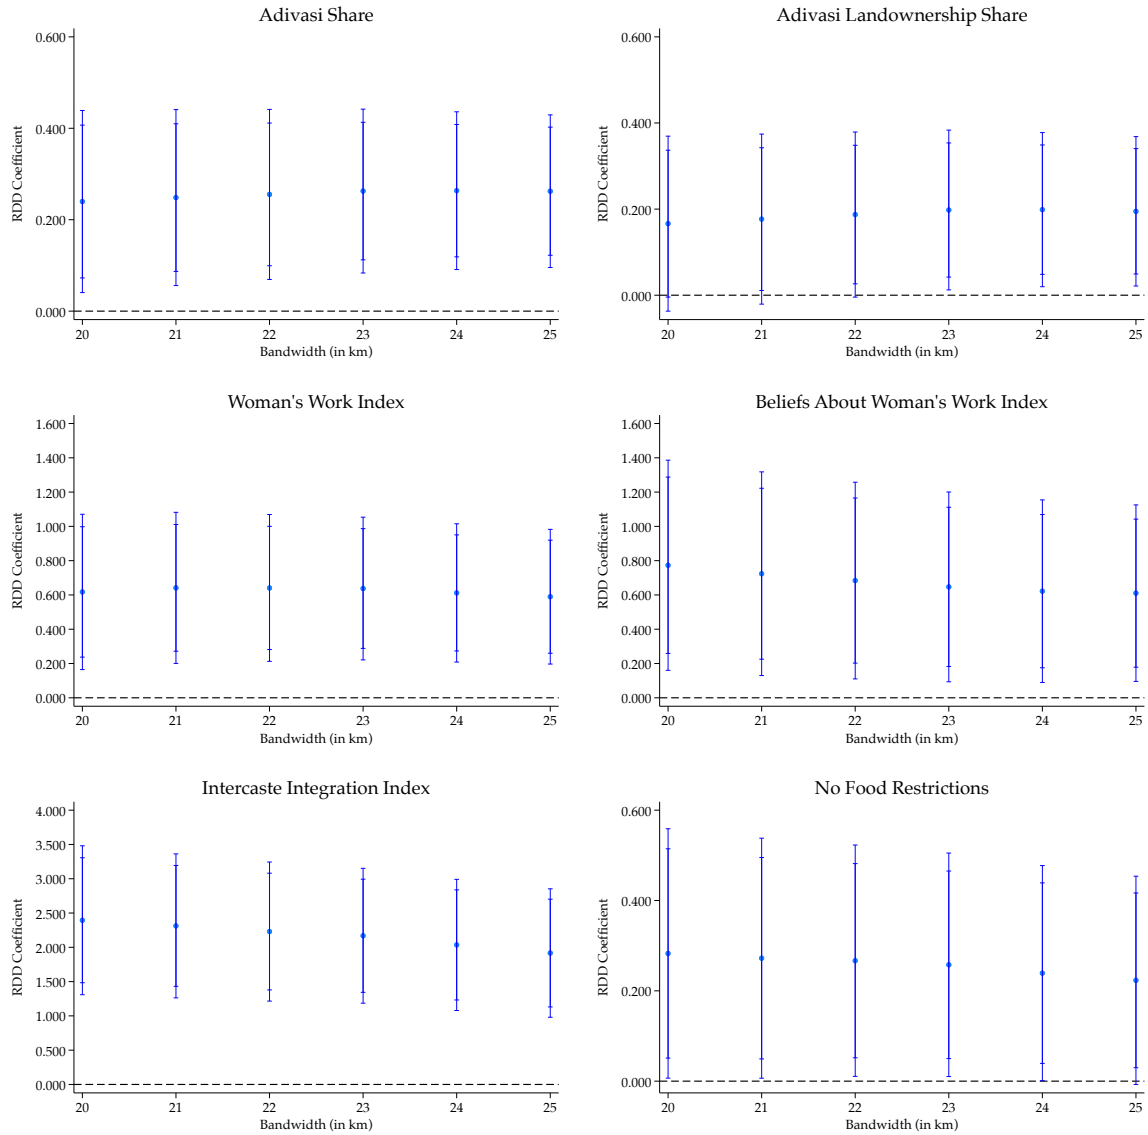 Adivasi Share
0.600
0.400
0.200
0.000
RDD Coefficient
20 21 22 23 24 25
Bandwidth (in km)
Adivasi Landownership Share
0.600
0.400
0.200
0.000
RDD Coefficient
20 21 22 23 24 25
Bandwidth (in km)
Woman's Work Index
1.600
1.400
1.200
1.000
0.800
0.600
0.400
0.200
0.000
RDD Coefficient
20 21 22 23 24 25
Bandwidth (in km)
Beliefs About Woman's Work Index
1.600
1.400
1.200
1.000
0.800
0.600
0.400
0.200
0.000
RDD Coefficient
20 21 22 23 24 25
Bandwidth (in km)
Intercaste Integration Index
4.000
3.500
3.000
2.500
2.000
1.500
1.000
0.500
0.000
RDD Coefficient
20 21 22 23 24 25
Bandwidth (in km)
No Food Restrictions
0.600
0.400
0.200
0.000
RDD Coefficient
20 21 22 23 24 25
Bandwidth (in km)